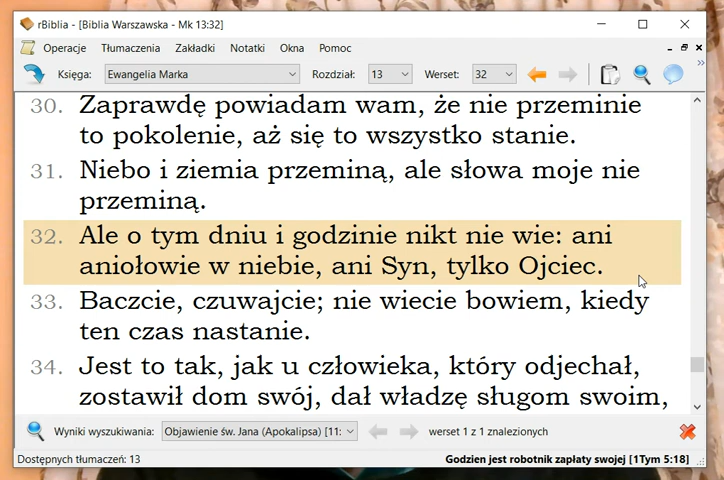 rBiblia - [Biblia Warszawska - Mk 13:32]
Operacje Tłumaczenia Zakładki Notatki Okna Pomoc
Księga: Ewangelia Marka Rozdział: 13 Werset: 32
30. Zaprawdę powiadam wam, że nie przeminie
to pokolenie, aż się to wszystko stanie.
31. Niebo i ziemia przeminą, ale słowa moje nie
przeminą.
32. Ale o tym dniu i godzinie nikt nie wie: ani
aniołowie w niebie, ani Syn, tylko Ojciec.
33. Baczcie, czuwajcie; nie wiecie bowiem, kiedy
ten czas nastanie.
34. Jest to tak, jak u człowieka, który odjechał,
zostawił dom swój, dał władzę sługom swoim,
Wyniki wyszukiwania: Objawienie św. Jana (Apokalipsa) [11: werset 1 z 1 znalezionych
Dostępnych tłumaczeń: 13 Godzien jest robotnik zapłaty swojej [1Tym 5:18]